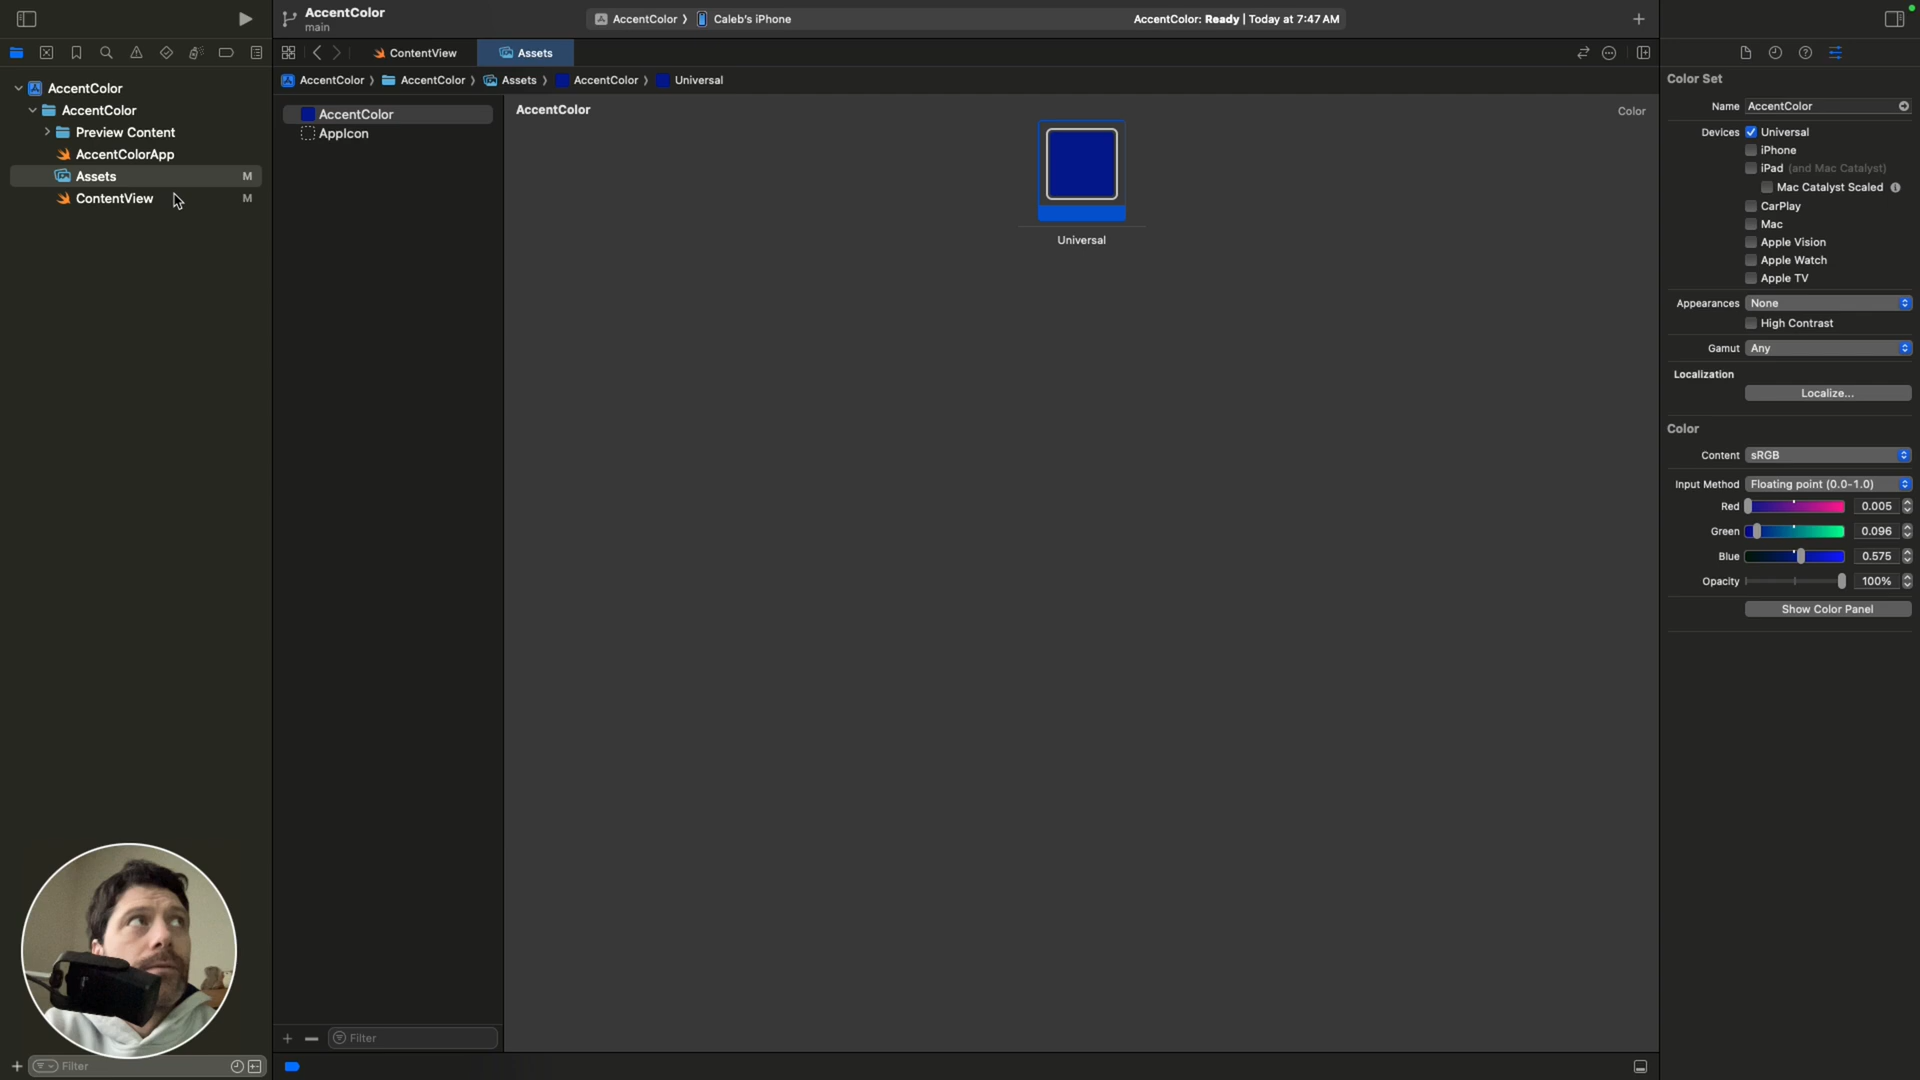 AccentColor
main
AccentColor
Caleb's iPhone
AccentColor: Ready | Today at 7:47 AM
ContentView
Assets
AccentColor
AccentColor
Assets
AccentColor
Universal
AccentColor
AccentColor
Preview Content
AccentColorApp
Assets
M
ContentView
M
Filter
AccentColor
AppIcon
Filter
AccentColor
Color
Universal
Color Set
Name AccentColor
Devices Universal
iPhone
iPad (and Mac Catalyst)
Mac Catalyst Scaled
CarPlay
Mac
Apple Vision
Apple Watch
Apple TV
Appearances None
High Contrast
Gamut Any
Localization
Localize...
Color
Content sRGB
Input Method Floating point (0.0-1.0)
Red 0.005
Green 0.096
Blue 0.575
Opacity 100%
Show Color Panel